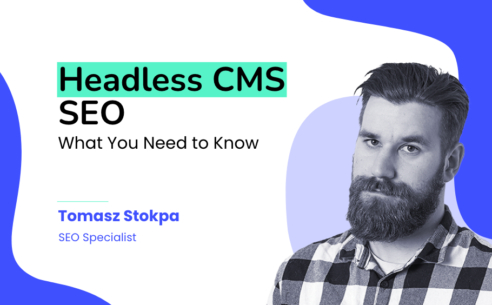 Headless CMS
SEO
What You Need to Know
Tomasz Stokpa
SEO Specialist